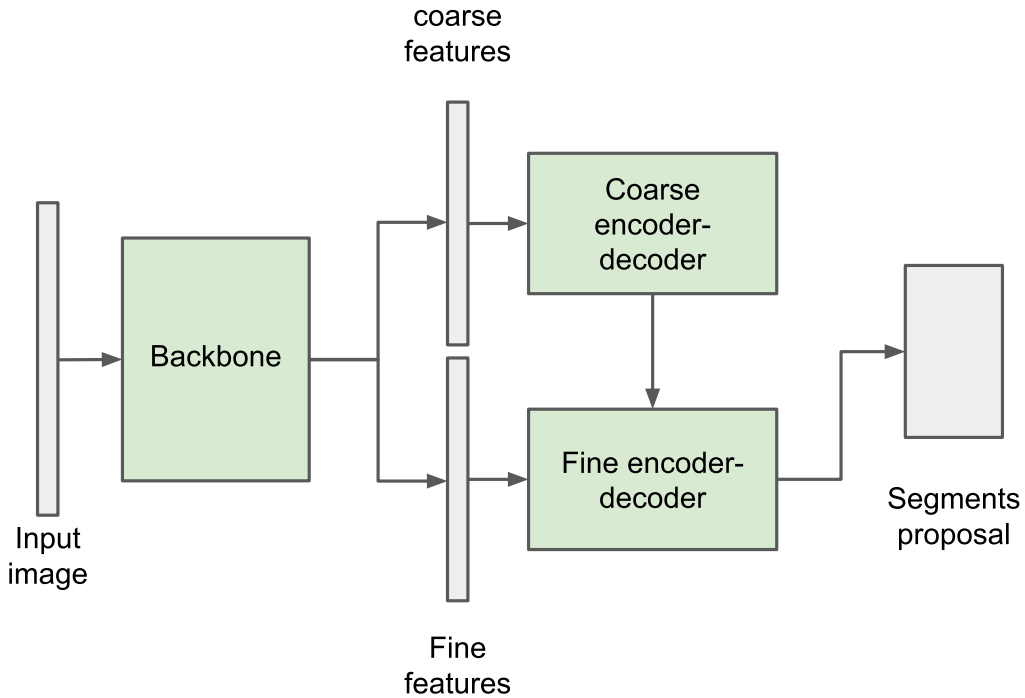 coarse
features
Coarse
encoder-
decoder
Backbone
Fine encoder-
decoder
Segments
proposal
Input
image
Fine
features